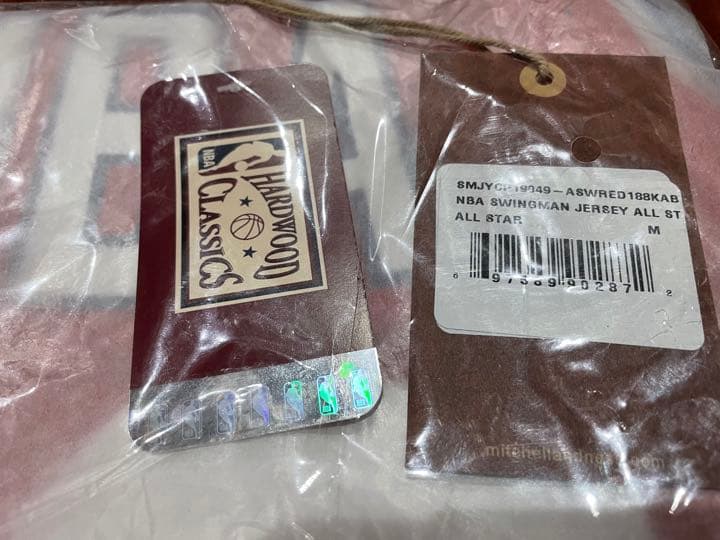 NBA
HARDWOOD
CLASSICS
SMJYCP19049-ASWRED188KAB
NBA SWINGMAN JERSEY ALL ST
ALL STAR M
mitchellandness.com